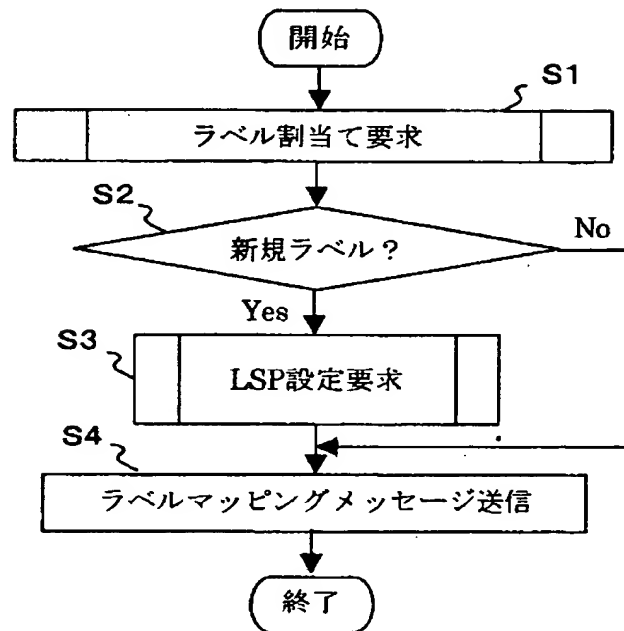 開始
S1
ラベル割当て要求
S2
新規ラベル？
No
Yes
S3
LSP設定要求
S4
ラベルマッピングメッセージ送信
終了